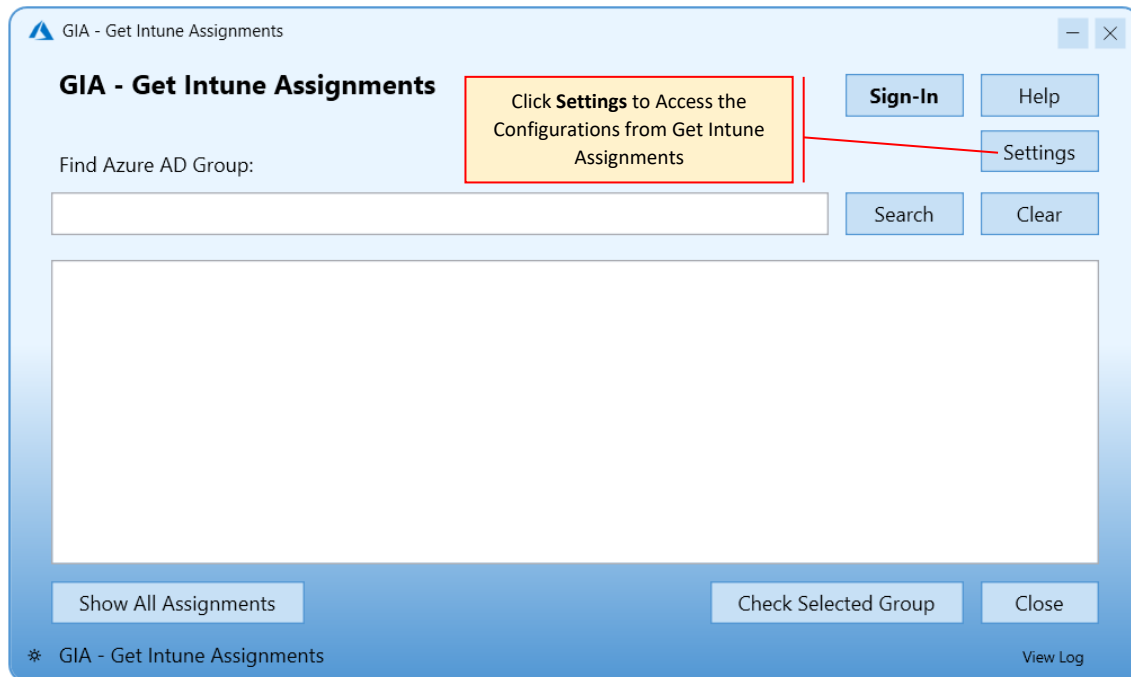 GIA - Get Intune Assignments
GIA - Get Intune Assignments
Click Settings to Access the
Configurations from Get Intune
Assignments
Sign-In
Help
Settings
Find Azure AD Group:
Search
Clear
Show All Assignments
Check Selected Group
Close
GIA - Get Intune Assignments
View Log